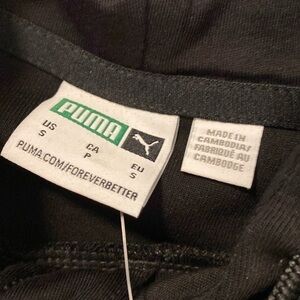 PUMA
US CA EU
S P S
PUMA.COM/FOREVERBETTER
MADE IN
CAMBODIA/
FABRIQUÉ AU
CAMBODGE